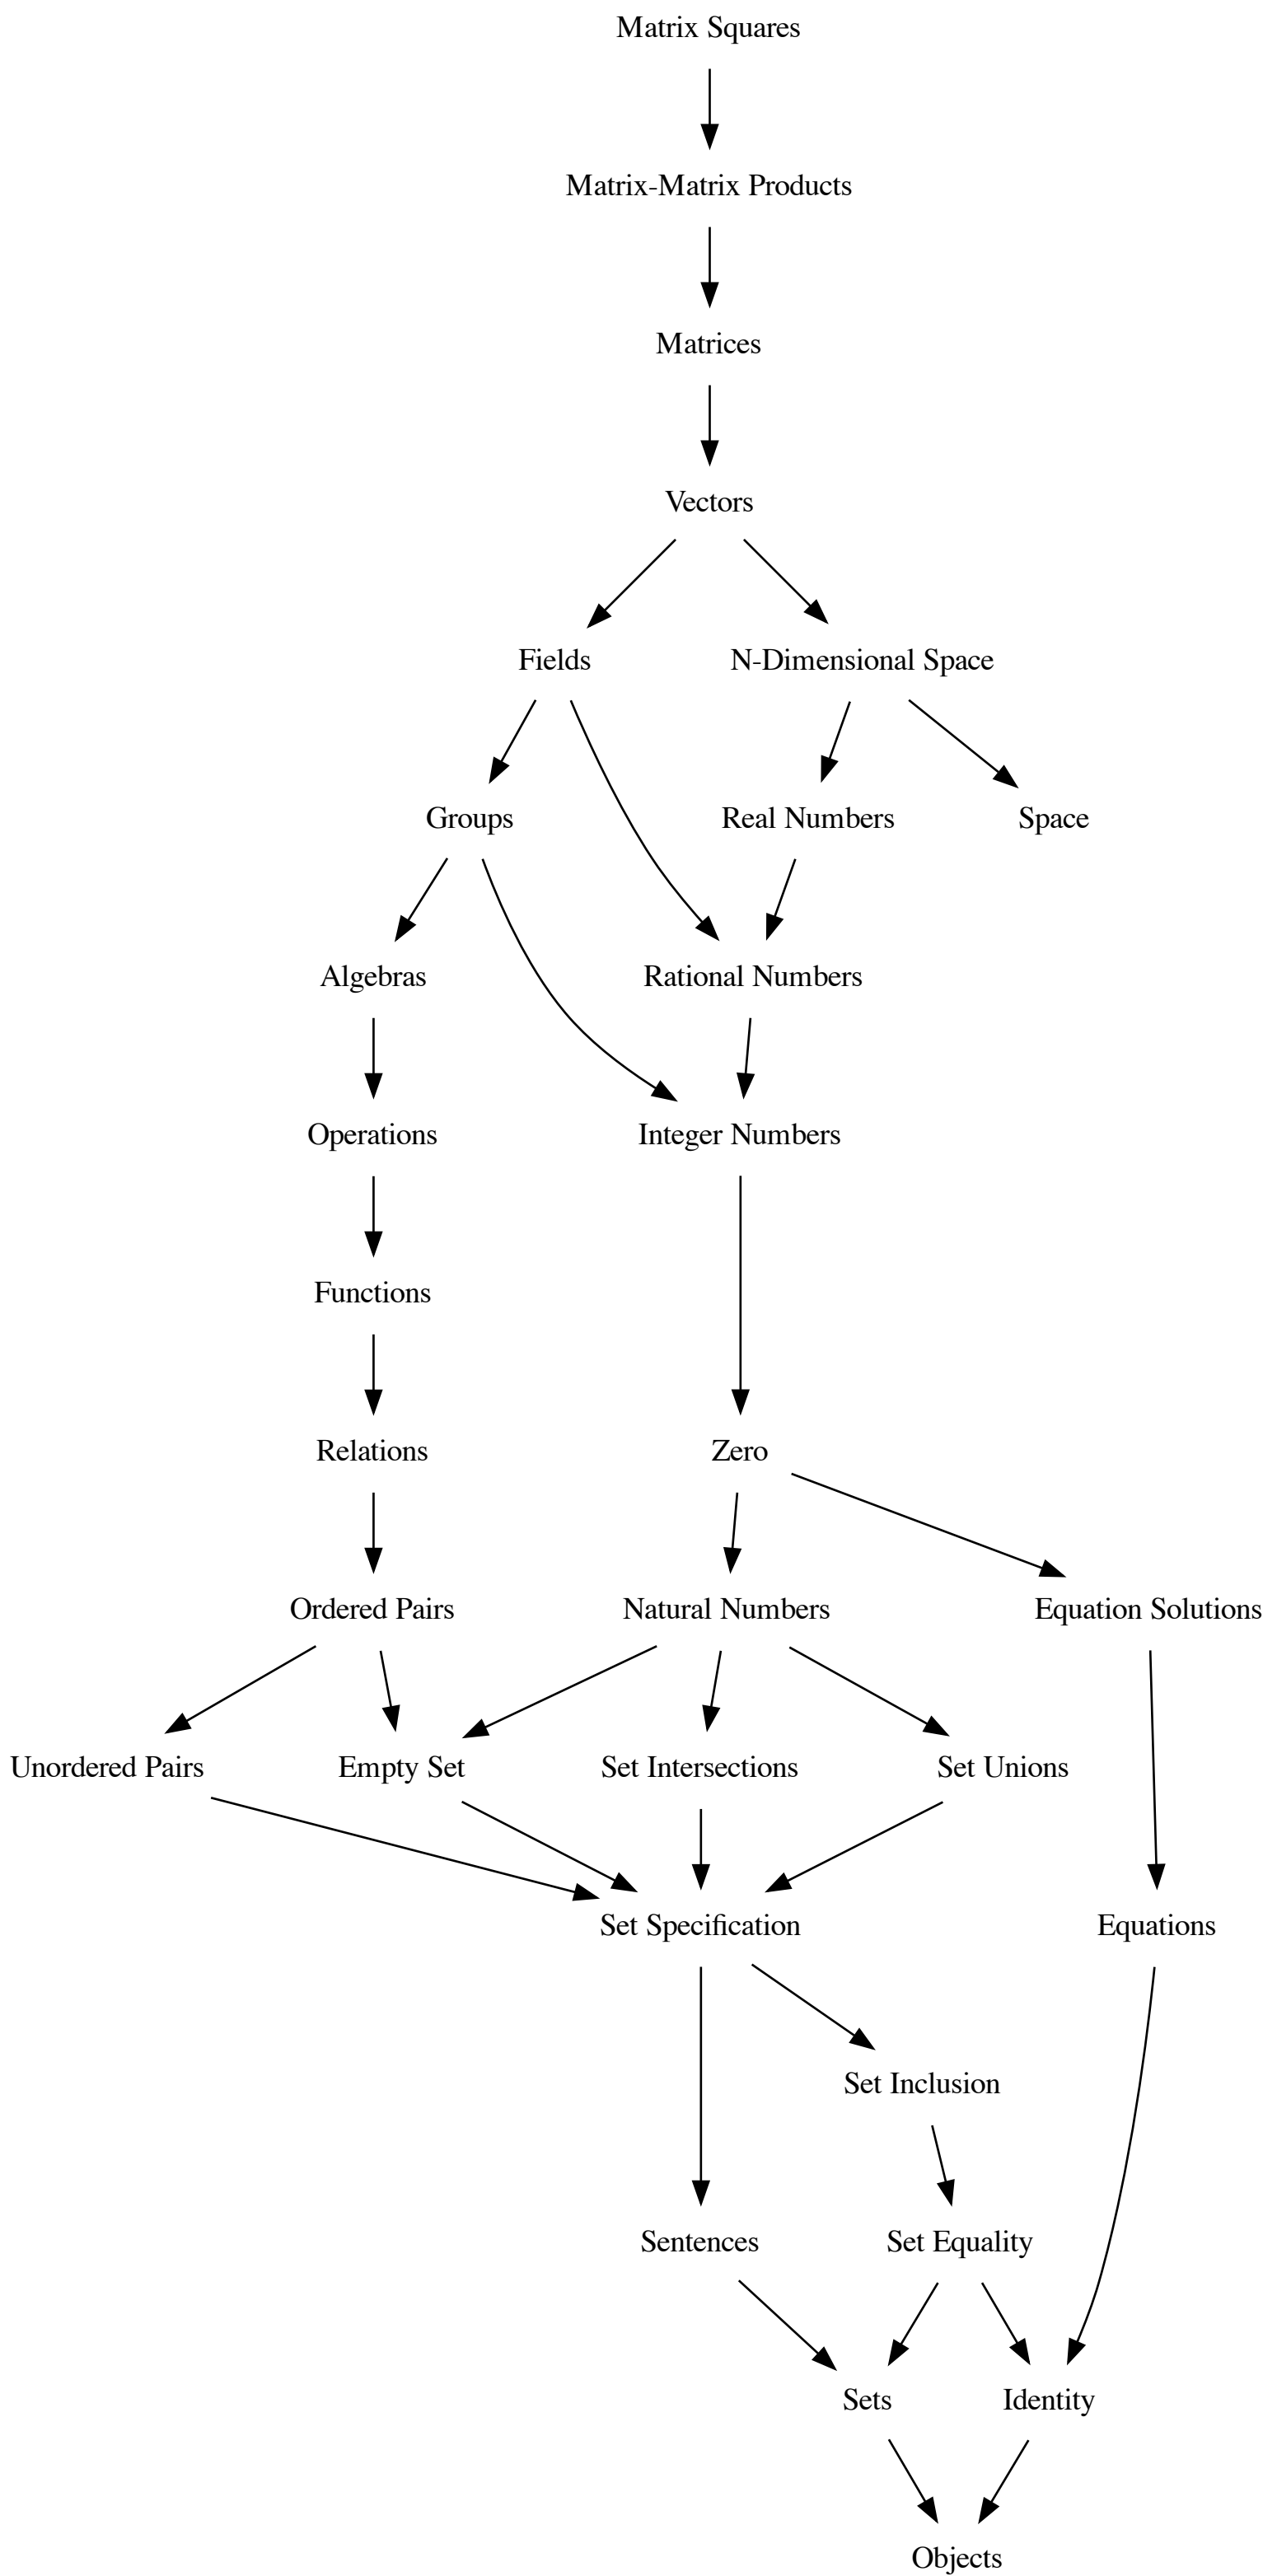 Matrix Squares
Matrix-Matrix Products
Matrices
Vectors
Fields
N-Dimensional Space
Groups
Real Numbers
Space
Algebras
Rational Numbers
Operations
Integer Numbers
Functions
Relations
Zero
Ordered Pairs
Natural Numbers
Equation Solutions
Unordered Pairs
Empty Set
Set Intersections
Set Unions
Set Specification
Equations
Set Inclusion
Sentences
Set Equality
Sets
Identity
Objects